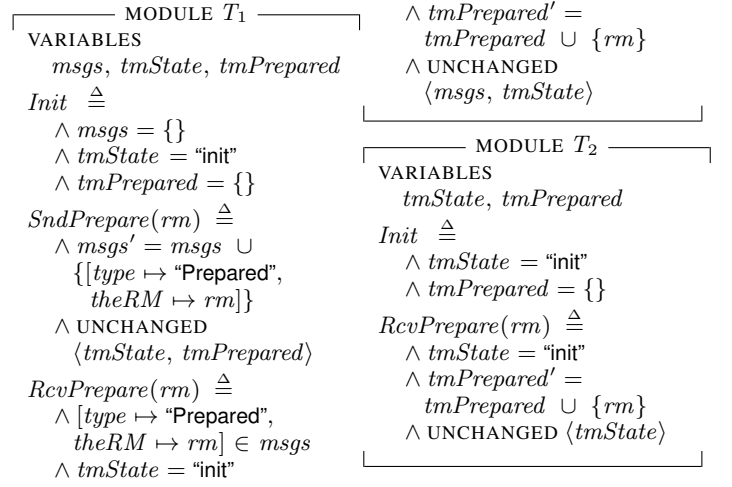 MODULE T₁
VARIABLES
msgs, tmState, tmPrepared
Init ≜
∧ msgs = {}
∧ tmState = “init”
∧ tmPrepared = {}
SndPrepare(rm) ≜
∧ msgs′ = msgs ∪
{[type ↦ “Prepared”,
theRM ↦ rm]}
∧ UNCHANGED
⟨tmState, tmPrepared⟩
RcvPrepare(rm) ≜
∧ [type ↦ “Prepared”,
theRM ↦ rm] ∈ msgs
∧ tmState = “init”
∧ tmPrepared′ =
tmPrepared ∪ {rm}
∧ UNCHANGED
⟨msgs, tmState⟩
MODULE T₂
VARIABLES
tmState, tmPrepared
Init ≜
∧ tmState = “init”
∧ tmPrepared = {}
RcvPrepare(rm) ≜
∧ tmState = “init”
∧ tmPrepared′ =
tmPrepared ∪ {rm}
∧ UNCHANGED ⟨tmState⟩